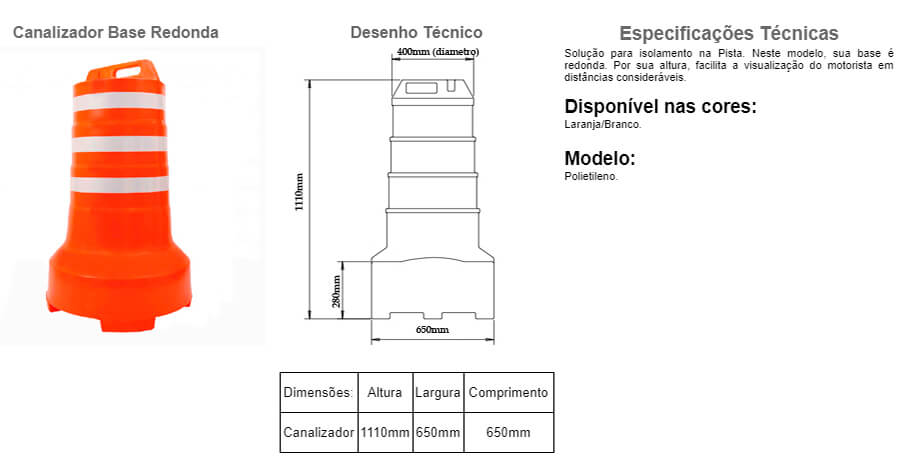 Canalizador Base Redonda
Desenho Técnico
400mm (diametro)
1110mm
280mm
650mm
Dimensões: Altura Largura Comprimento
Canalizador 1110mm 650mm 650mm
Especificações Técnicas
Solução para isolamento na Pista. Neste modelo, sua base é
redonda. Por sua altura, facilita a visualização do motorista em
distâncias consideráveis.
Disponível nas cores:
Laranja/Branco.
Modelo:
Polietileno.